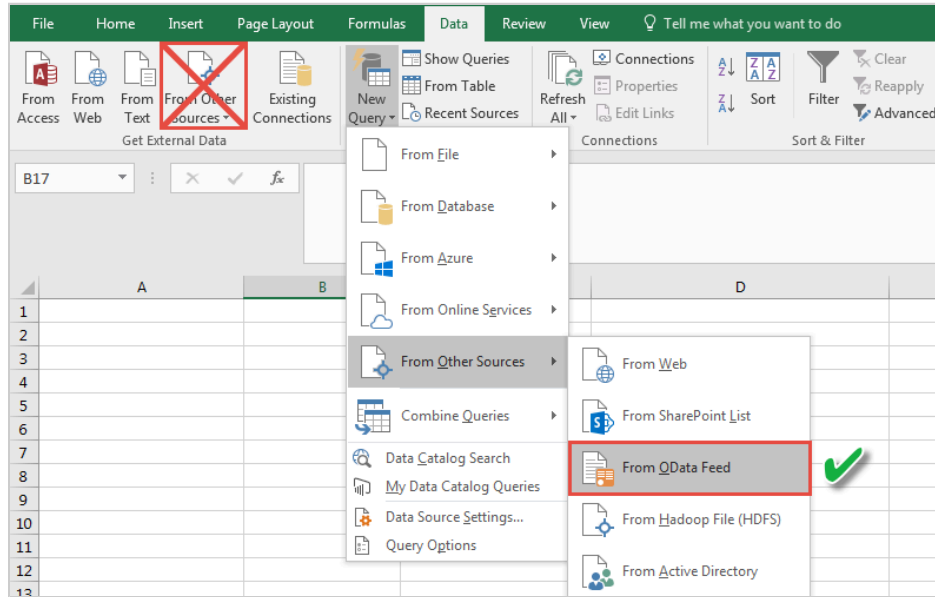 File Home Insert Page Layout Formulas Data Review View Tell me what you want to do
From Access
From Web
From Text
From Other Sources
Existing Connections
Get External Data
New Query
Show Queries
From Table
Recent Sources
Refresh All
Connections
Properties
Edit Links
Connections
Sort
Filter
Clear
Reapply
Advanced
Sort & Filter
B17 fx
From File
From Database
From Azure
From Online Services
From Other Sources
Combine Queries
Data Catalog Search
My Data Catalog Queries
Data Source Settings...
Query Options
From Web
From SharePoint List
From OData Feed
From Hadoop File (HDFS)
From Active Directory
A B D
1
2
3
4
5
6
7
8
9
10
11
12
13